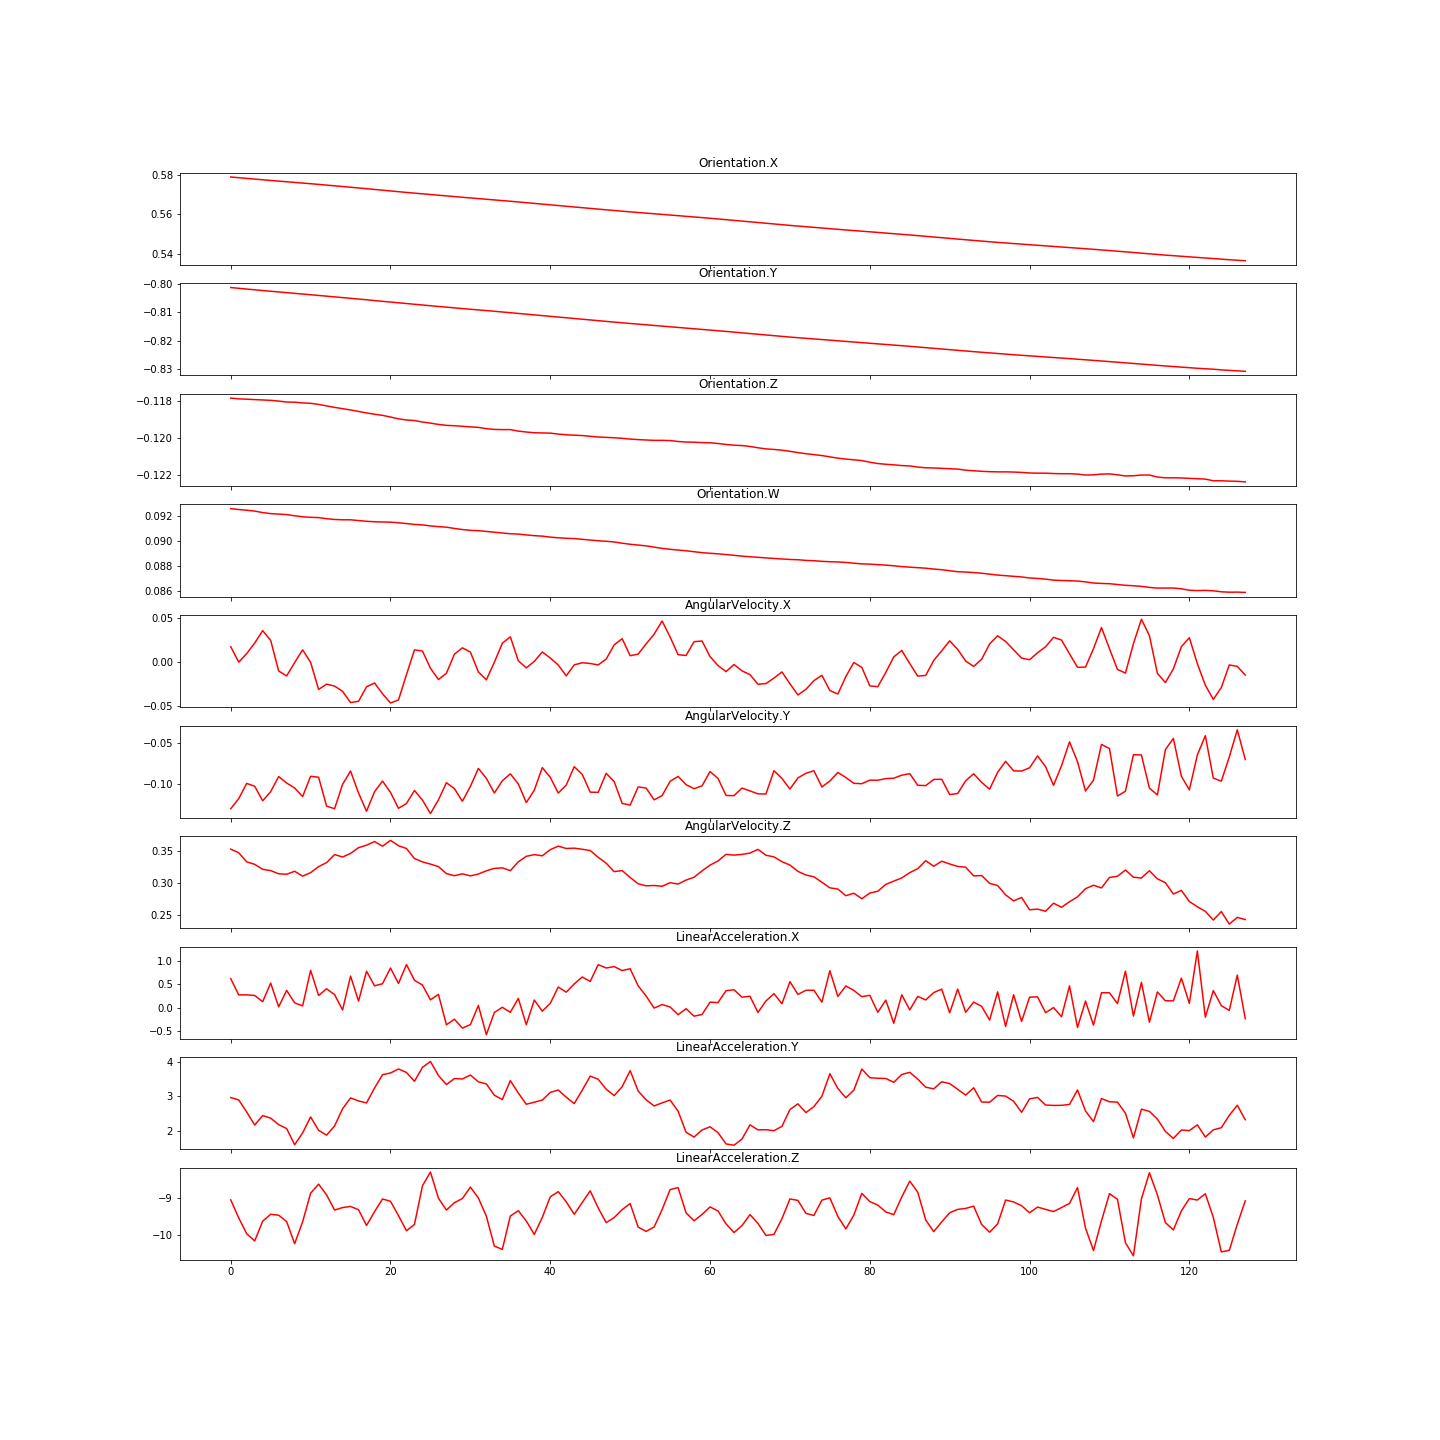 Orientation.X
0.58
0.56
0.54
Orientation.Y
−0.80
−0.81
−0.82
−0.83
Orientation.Z
−0.118
−0.120
−0.122
Orientation.W
0.092
0.090
0.088
0.086
AngularVelocity.X
0.05
0.00
−0.05
AngularVelocity.Y
−0.05
−0.10
AngularVelocity.Z
0.35
0.30
0.25
LinearAcceleration.X
1.0
0.5
0.0
−0.5
LinearAcceleration.Y
4
3
2
LinearAcceleration.Z
−9
−10
0 20 40 60 80 100 120